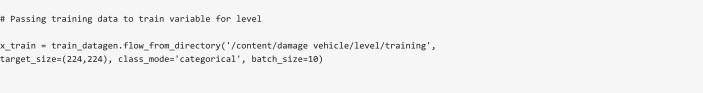 # Passing training data to train variable for level
x_train = train_datagen.flow_from_directory('/content/damage vehicle/level/training',
target_size=(224,224), class_mode='categorical', batch_size=10)